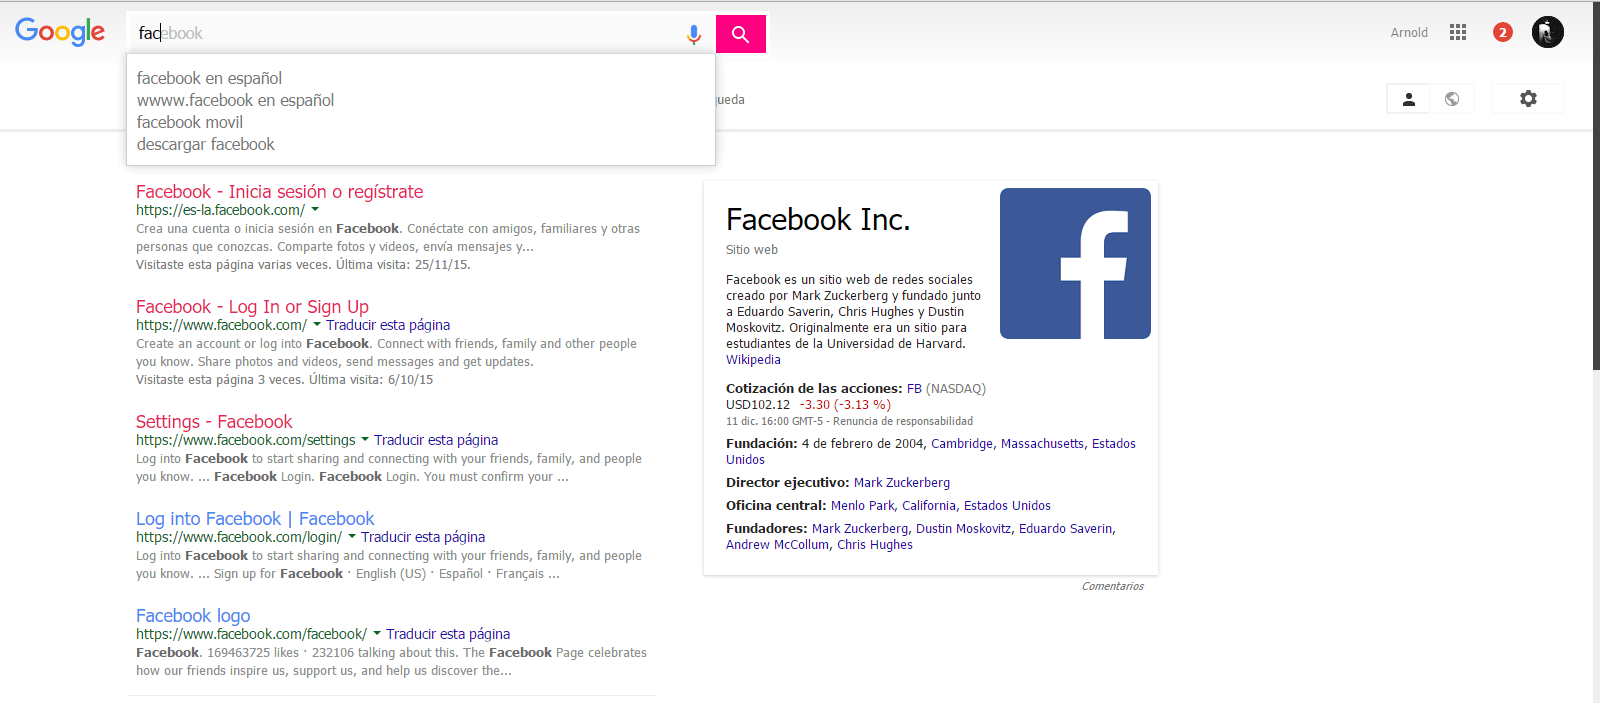 Google
facebook
Arnold
2
facebook en español
wwww.facebook en español
facebook movil
descargar facebook
queda
Facebook - Inicia sesión o regístrate
https://es-la.facebook.com/
Crea una cuenta o inicia sesión en Facebook. Conéctate con amigos, familiares y otras
personas que conozcas. Comparte fotos y videos, envía mensajes y...
Visitaste esta página varias veces. Última visita: 25/11/15.
Facebook - Log In or Sign Up
https://www.facebook.com/ Traducir esta página
Create an account or log into Facebook. Connect with friends, family and other people
you know. Share photos and videos, send messages and get updates.
Visitaste esta página 3 veces. Última visita: 6/10/15
Settings - Facebook
https://www.facebook.com/settings Traducir esta página
Log into Facebook to start sharing and connecting with your friends, family, and people
you know. ... Facebook Login. Facebook Login. You must confirm your ...
Log into Facebook | Facebook
https://www.facebook.com/login/ Traducir esta página
Log into Facebook to start sharing and connecting with your friends, family, and people
you know. ... Sign up for Facebook · English (US) · Español · Français ...
Facebook logo
https://www.facebook.com/facebook/ Traducir esta página
Facebook. 169463725 likes · 232106 talking about this. The Facebook Page celebrates
how our friends inspire us, support us, and help us discover the...
Facebook Inc.
Sitio web
Facebook es un sitio web de redes sociales
creado por Mark Zuckerberg y fundado junto
a Eduardo Saverin, Chris Hughes y Dustin
Moskovitz. Originalmente era un sitio para
estudiantes de la Universidad de Harvard.
Wikipedia
f
Cotización de las acciones: FB (NASDAQ)
USD102.12 -3.30 (-3.13 %)
11 dic. 16:00 GMT-5 - Renuncia de responsabilidad
Fundación: 4 de febrero de 2004, Cambridge, Massachusetts, Estados
Unidos
Director ejecutivo: Mark Zuckerberg
Oficina central: Menlo Park, California, Estados Unidos
Fundadores: Mark Zuckerberg, Dustin Moskovitz, Eduardo Saverin,
Andrew McCollum, Chris Hughes
Comentarios